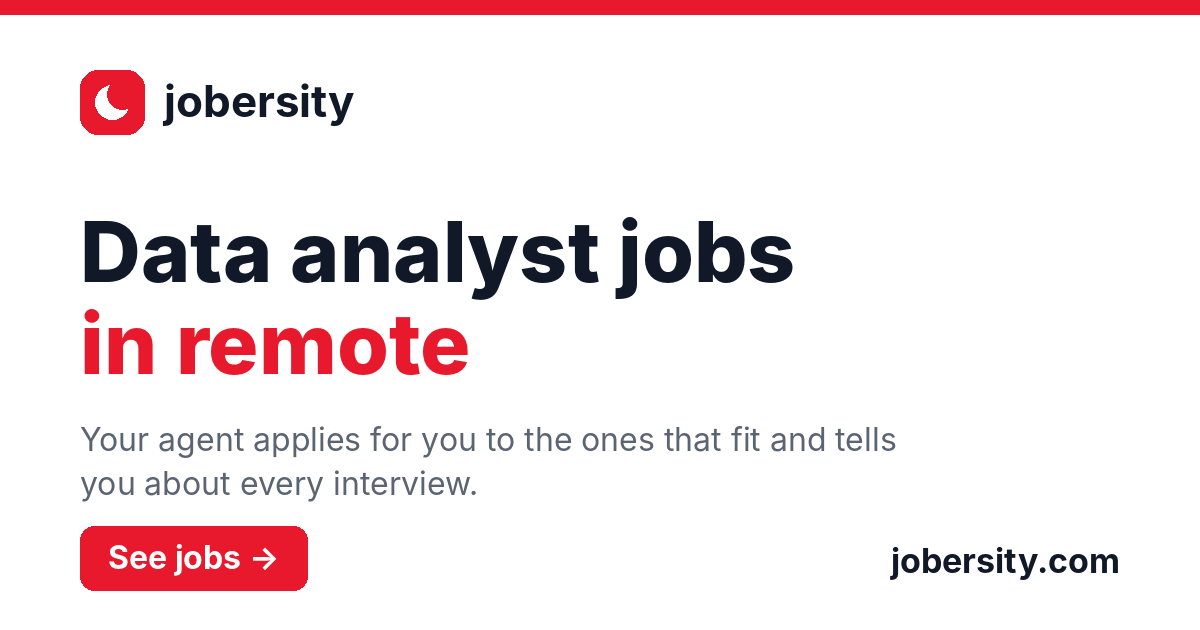 jobersity
Data analyst jobs
in remote
Your agent applies for you to the ones that fit and tells
you about every interview.
See jobs →
jobersity.com